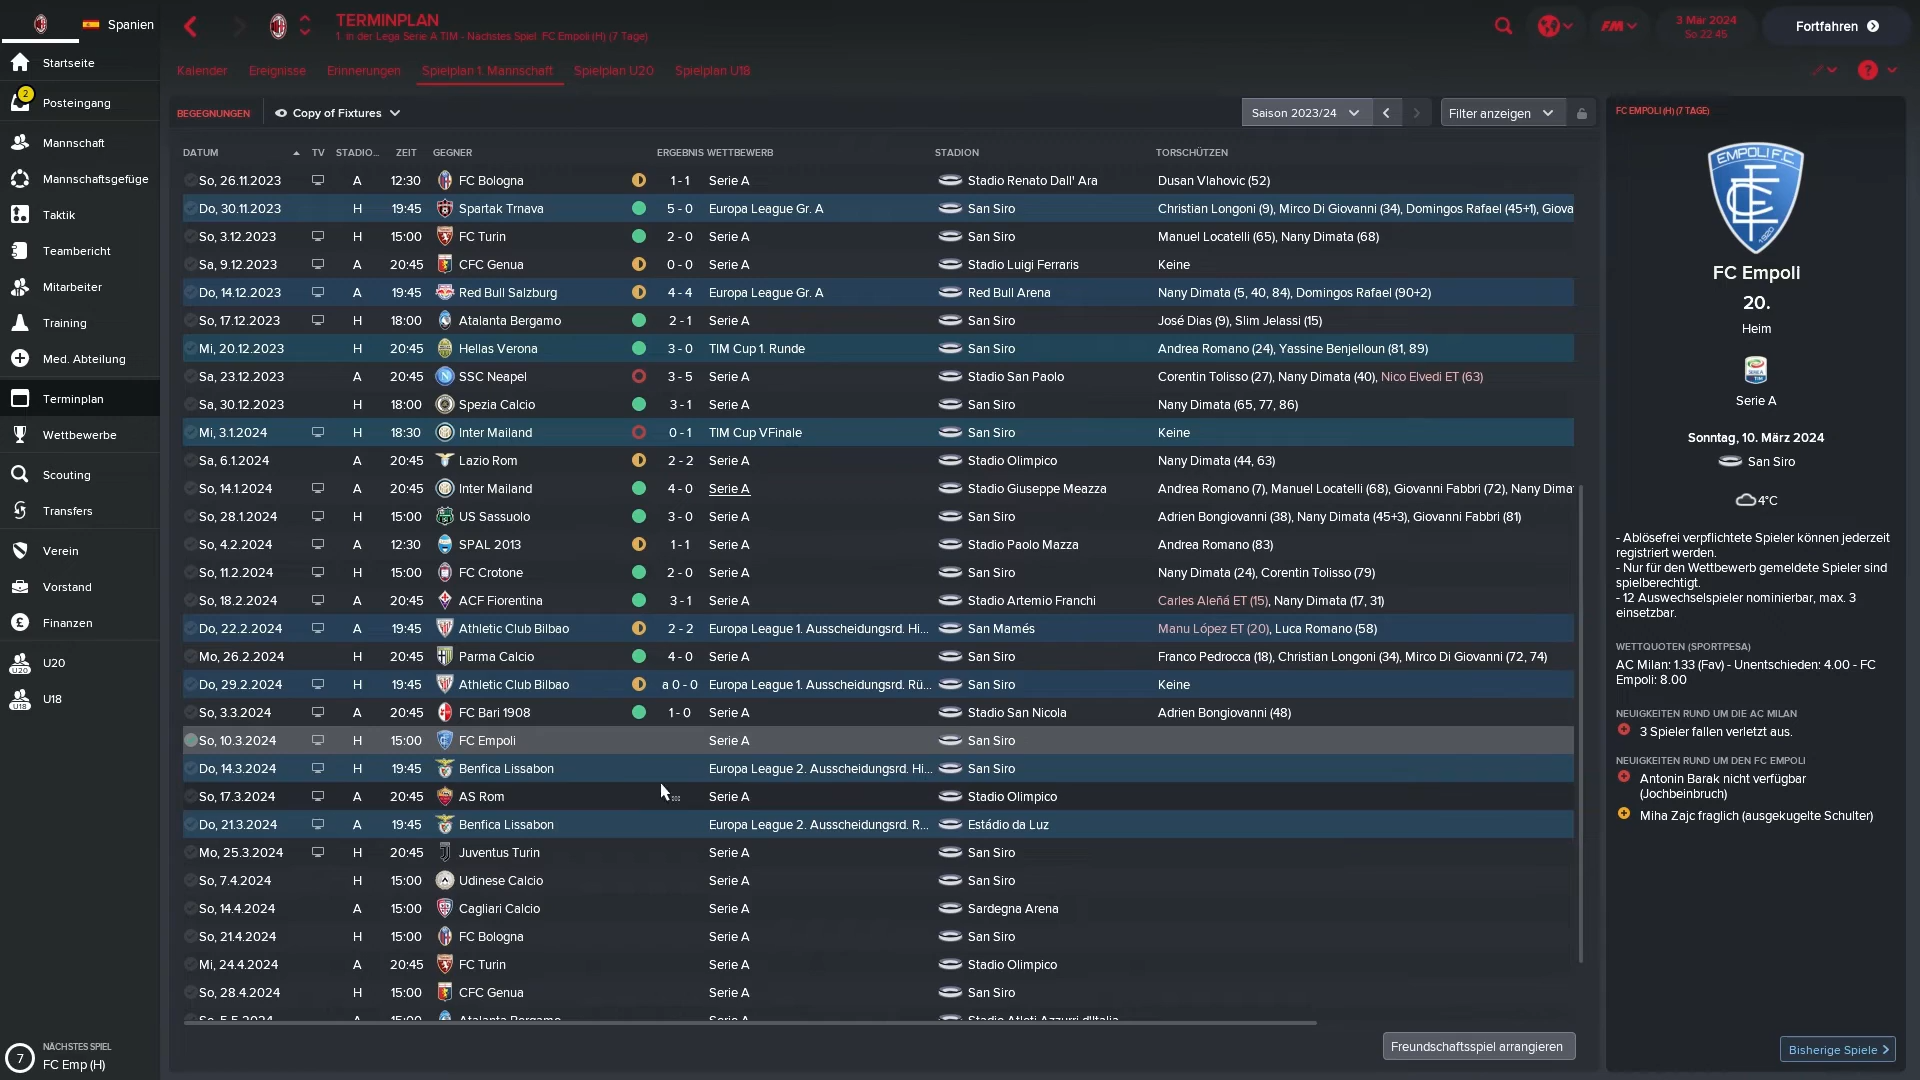 Spanien
TERMINPLAN
1. in der Lega Serie A TIM - Nächstes Spiel: FC Empoli (H) (7 Tage)
3 Mär 2024
So 22:45
Fortfahren
Startseite
2
Posteingang
Mannschaft
Mannschaftsgefüge
Taktik
Teambericht
Mitarbeiter
Training
Med. Abteilung
Terminplan
Wettbewerbe
Scouting
Transfers
Verein
Vorstand
Finanzen
U20
U18
NÄCHSTES SPIEL
7 FC Emp (H)
Kalender Ereignisse Erinnerungen Spielplan 1. Mannschaft Spielplan U20 Spielplan U18
BEGEGNUNGEN Copy of Fixtures Saison 2023/24 Filter anzeigen
DATUM TV STADIO... ZEIT GEGNER ERGEBNIS WETTBEWERB STADION TORSCHÜTZEN
So, 26.11.2023 A 12:30 FC Bologna 1 - 1 Serie A Stadio Renato Dall' Ara Dusan Vlahovic (52)
Do, 30.11.2023 H 19:45 Spartak Trnava 5 - 0 Europa League Gr. A San Siro Christian Longoni (9), Mirco Di Giovanni (34), Domingos Rafael (45+1), Giova
So, 3.12.2023 H 15:00 FC Turin 2 - 0 Serie A San Siro Manuel Locatelli (65), Nany Dimata (68)
Sa, 9.12.2023 A 20:45 CFC Genua 0 - 0 Serie A Stadio Luigi Ferraris Keine
Do, 14.12.2023 A 19:45 Red Bull Salzburg 4 - 4 Europa League Gr. A Red Bull Arena Nany Dimata (5, 40, 84), Domingos Rafael (90+2)
So, 17.12.2023 H 18:00 Atalanta Bergamo 2 - 1 Serie A San Siro José Dias (9), Slim Jelassi (15)
Mi, 20.12.2023 H 20:45 Hellas Verona 3 - 0 TIM Cup 1. Runde San Siro Andrea Romano (24), Yassine Benjelloun (81, 89)
Sa, 23.12.2023 A 20:45 SSC Neapel 3 - 5 Serie A Stadio San Paolo Corentin Tolisso (27), Nany Dimata (40), Nico Elvedi ET (63)
Sa, 30.12.2023 H 18:00 Spezia Calcio 3 - 1 Serie A San Siro Nany Dimata (65, 77, 86)
Mi, 3.1.2024 H 18:30 Inter Mailand 0 - 1 TIM Cup VFinale San Siro Keine
Sa, 6.1.2024 A 20:45 Lazio Rom 2 - 2 Serie A Stadio Olimpico Nany Dimata (44, 63)
So, 14.1.2024 A 20:45 Inter Mailand 4 - 0 Serie A Stadio Giuseppe Meazza Andrea Romano (7), Manuel Locatelli (68), Giovanni Fabbri (72), Nany Dima
So, 28.1.2024 H 15:00 US Sassuolo 3 - 0 Serie A San Siro Adrien Bongiovanni (38), Nany Dimata (45+3), Giovanni Fabbri (81)
So, 4.2.2024 A 12:30 SPAL 2013 1 - 1 Serie A Stadio Paolo Mazza Andrea Romano (83)
So, 11.2.2024 H 15:00 FC Crotone 2 - 0 Serie A San Siro Nany Dimata (24), Corentin Tolisso (79)
So, 18.2.2024 A 20:45 ACF Fiorentina 3 - 1 Serie A Stadio Artemio Franchi Carles Aleñá ET (15), Nany Dimata (17, 31)
Do, 22.2.2024 A 19:45 Athletic Club Bilbao 2 - 2 Europa League 1. Ausscheidungsrd. Hi... San Mamés Manu López ET (20), Luca Romano (58)
Mo, 26.2.2024 H 20:45 Parma Calcio 4 - 0 Serie A San Siro Franco Pedrocca (18), Christian Longoni (34), Mirco Di Giovanni (72, 74)
Do, 29.2.2024 H 19:45 Athletic Club Bilbao a 0 - 0 Europa League 1. Ausscheidungsrd. Rü... San Siro Keine
So, 3.3.2024 A 20:45 FC Bari 1908 1 - 0 Serie A Stadio San Nicola Adrien Bongiovanni (48)
So, 10.3.2024 H 15:00 FC Empoli Serie A San Siro
Do, 14.3.2024 H 19:45 Benfica Lissabon Europa League 2. Ausscheidungsrd. Hi... San Siro
So, 17.3.2024 A 20:45 AS Rom Serie A Stadio Olimpico
Do, 21.3.2024 A 19:45 Benfica Lissabon Europa League 2. Ausscheidungsrd. R... Estádio da Luz
Mo, 25.3.2024 H 20:45 Juventus Turin Serie A San Siro
So, 7.4.2024 H 15:00 Udinese Calcio Serie A San Siro
So, 14.4.2024 A 15:00 Cagliari Calcio Serie A Sardegna Arena
So, 21.4.2024 H 15:00 FC Bologna Serie A San Siro
Mi, 24.4.2024 A 20:45 FC Turin Serie A Stadio Olimpico
So, 28.4.2024 H 15:00 CFC Genua Serie A San Siro
So, 5.5.2024 A 15:00 Atalanta Bergamo Serie A Stadio Atleti Azzurri d'Italia
Freundschaftsspiel arrangieren
FC EMPOLI (H) (7 TAGE)
EMPOLI F.C.
1920
FC Empoli
20.
Heim
Serie A
Sonntag, 10. März 2024
San Siro
4°C
- Ablösefrei verpflichtete Spieler können jederzeit
registriert werden.
- Nur für den Wettbewerb gemeldete Spieler sind
spielberechtigt.
- 12 Auswechselspieler nominierbar, max. 3
einsetzbar.
WETTQUOTEN (SPORTPESA)
AC Milan: 1.33 (Fav) - Unentschieden: 4.00 - FC
Empoli: 8.00
NEUIGKEITEN RUND UM DIE AC MILAN
3 Spieler fallen verletzt aus.
NEUIGKEITEN RUND UM DEN FC EMPOLI
Antonin Barak nicht verfügbar
(Jochbeinbruch)
Miha Zajc fraglich (ausgekugelte Schulter)
Bisherige Spiele